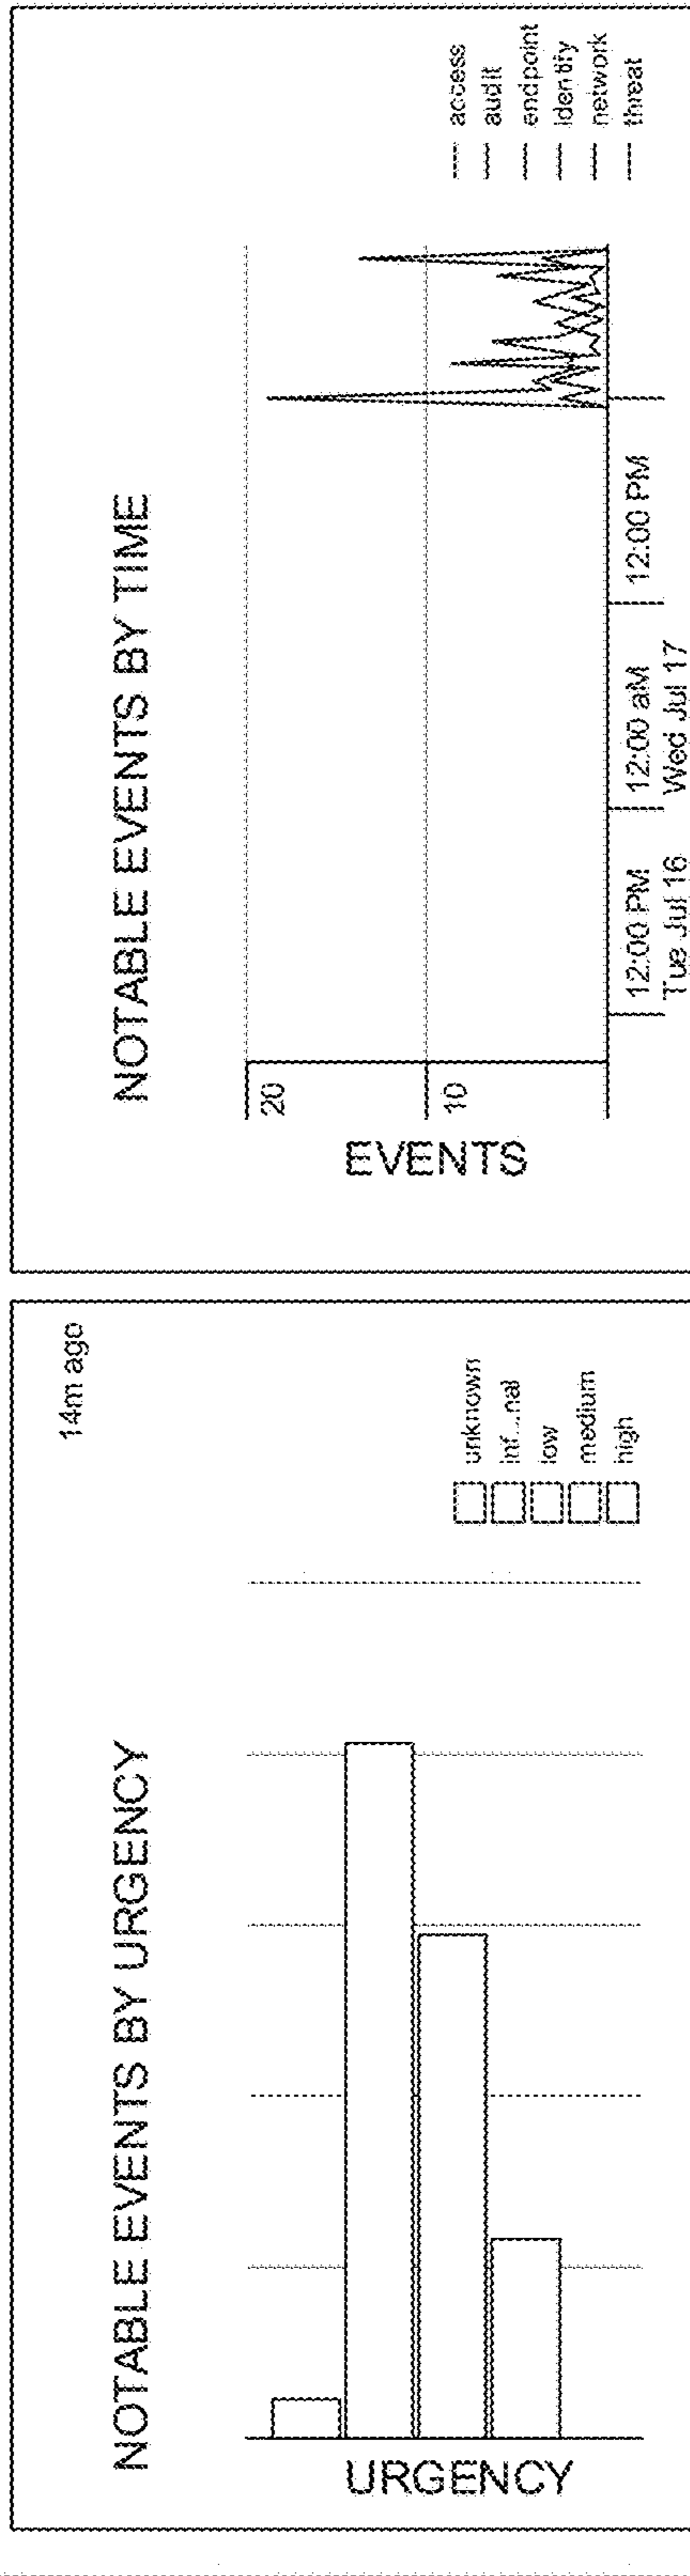 NOTABLE EVENTS BY URGENCY
14m ago
URGENCY
unknown
inf...nal
low
medium
high
NOTABLE EVENTS BY TIME
EVENTS
20
10
12:00 PM
Tue Jul 16
12:00 aM
Wed Jul 17
12:00 PM
access
audit
endpoint
identify
network
threat